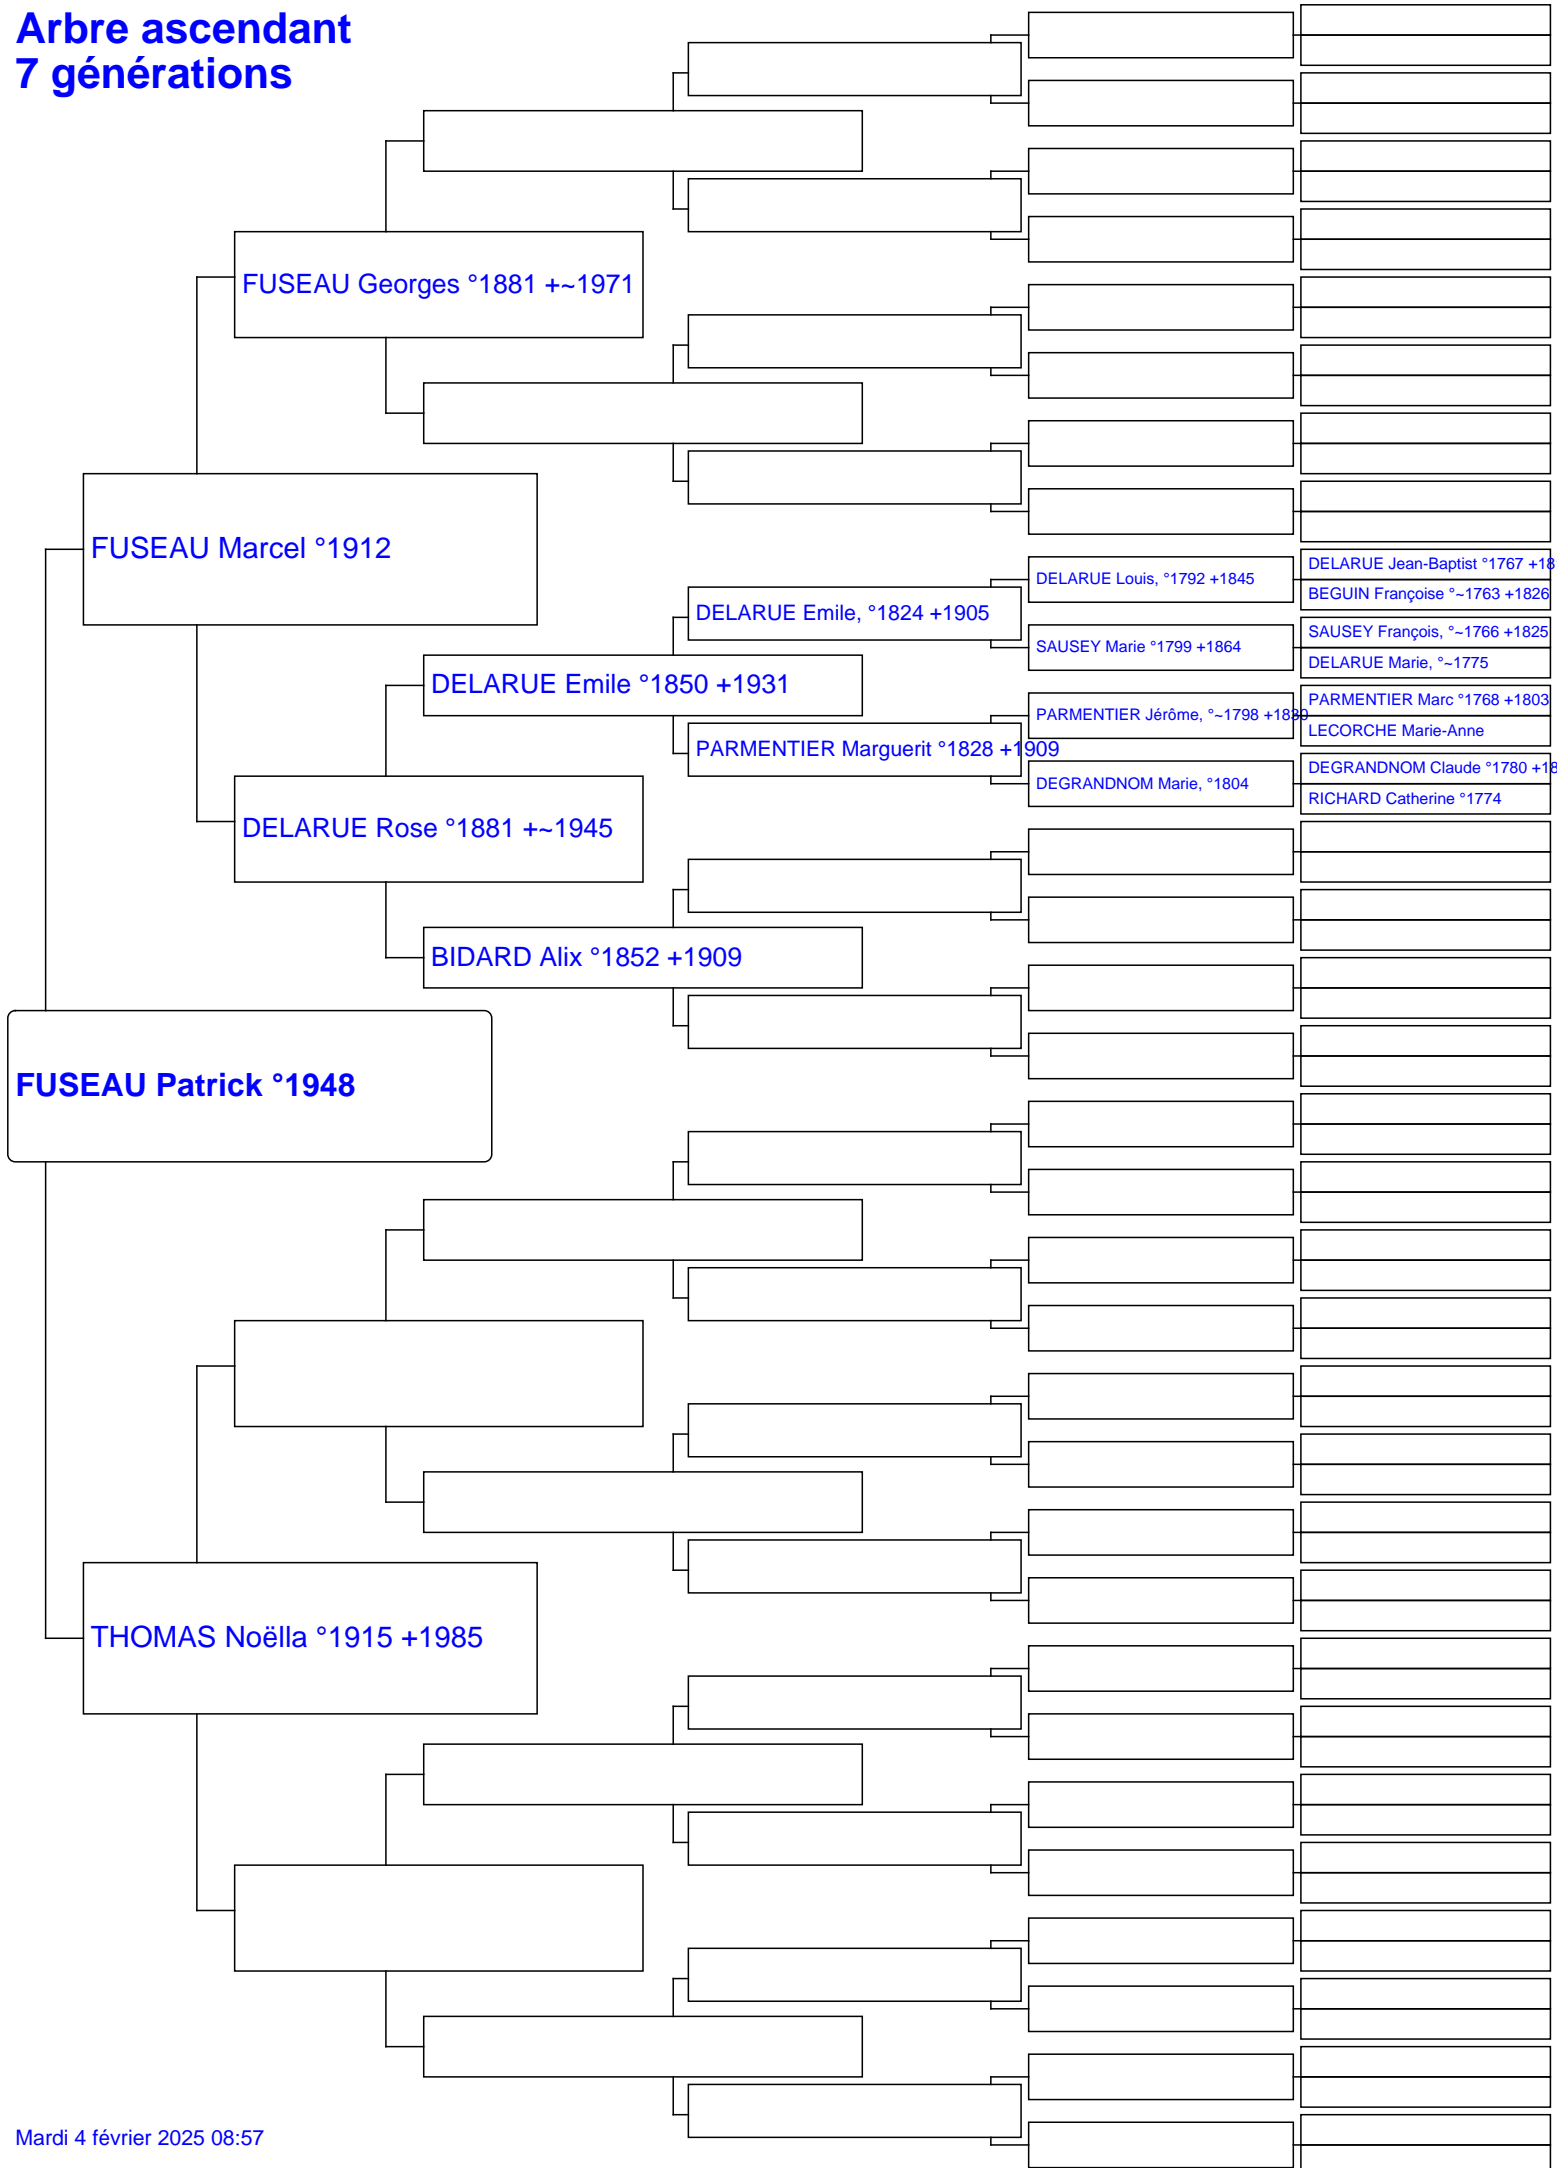 Arbre ascendant
7 générations
FUSEAU Georges °1881 +~1971
FUSEAU Marcel °1912
DELARUE Jean-Baptist °1767 +18
DELARUE Louis, °1792 +1845
BEGUIN Françoise °~1763 +1826
DELARUE Emile, °1824 +1905
SAUSEY François, °~1766 +1825
SAUSEY Marie °1799 +1864
DELARUE Marie, °~1775
DELARUE Emile °1850 +1931
PARMENTIER Marc °1768 +1803
PARMENTIER Jérôme, °~1798 +1830
LECORCHE Marie-Anne
PARMENTIER Marguerit °1828 +1909
DEGRANDNOM Claude °1780 +18
DEGRANDNOM Marie, °1804
RICHARD Catherine °1774
DELARUE Rose °1881 +~1945
BIDARD Alix °1852 +1909
FUSEAU Patrick °1948
THOMAS Noëlla °1915 +1985
Mardi 4 février 2025 08:57